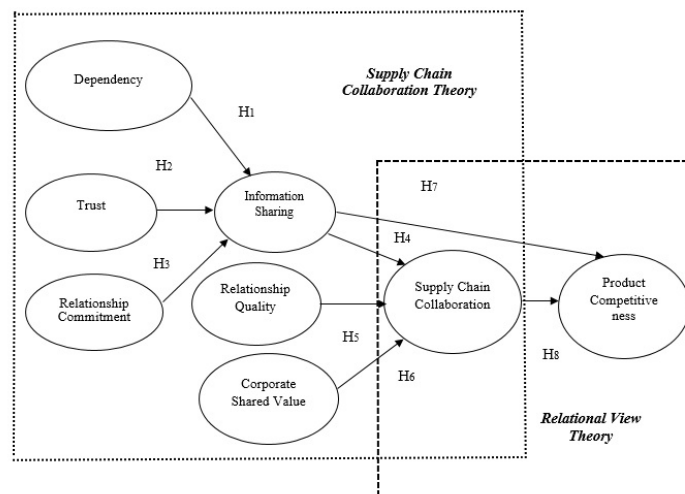 Dependency
Supply Chain
Collaboration Theory
H1
H2
Trust
Information
Sharing
H7
H3
H4
Relationship
Commitment
Relationship
Quality
Supply Chain
Collaboration
Product
Competitive
ness
H5
H8
H6
Corporate
Shared Value
Relational View
Theory